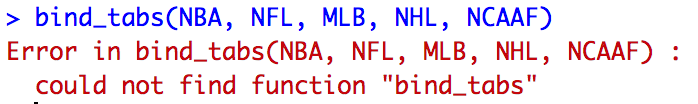 > bind_tabs(NBA, NFL, MLB, NHL, NCAAF)
Error in bind_tabs(NBA, NFL, MLB, NHL, NCAAF) :
  could not find function "bind_tabs"